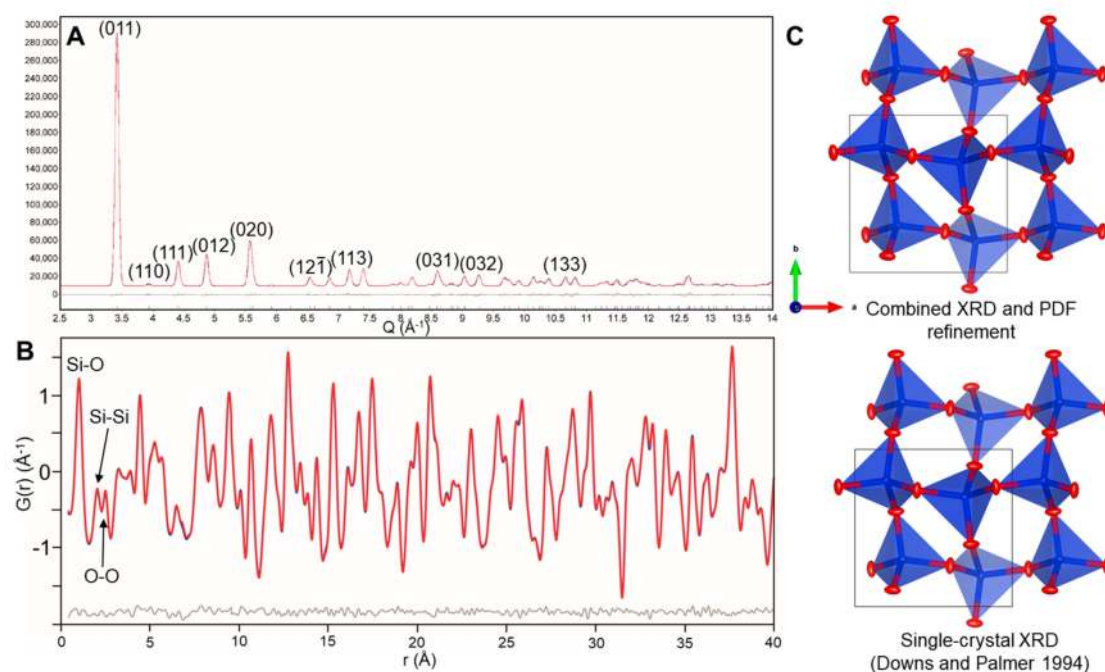 A
300,000
280,000
260,000
240,000
220,000
200,000
180,000
160,000
140,000
120,000
100,000
80,000
60,000
40,000
20,000
0
(011)
(110)
(111)
(012)
(020)
(121̅)
(113)
(031)
(032)
(133)
2.5 3 3.5 4 4.5 5 5.5 6 6.5 7 7.5 8 8.5 9 9.5 10 10.5 11 11.5 12 12.5 13 13.5 14
Q (Å⁻¹)
B
Si-O
Si-Si
O-O
1
0
-1
G(r) (Å⁻¹)
0 5 10 15 20 25 30 35 40
r (Å)
C
b
a
Combined XRD and PDF
refinement
Single-crystal XRD
(Downs and Palmer 1994)